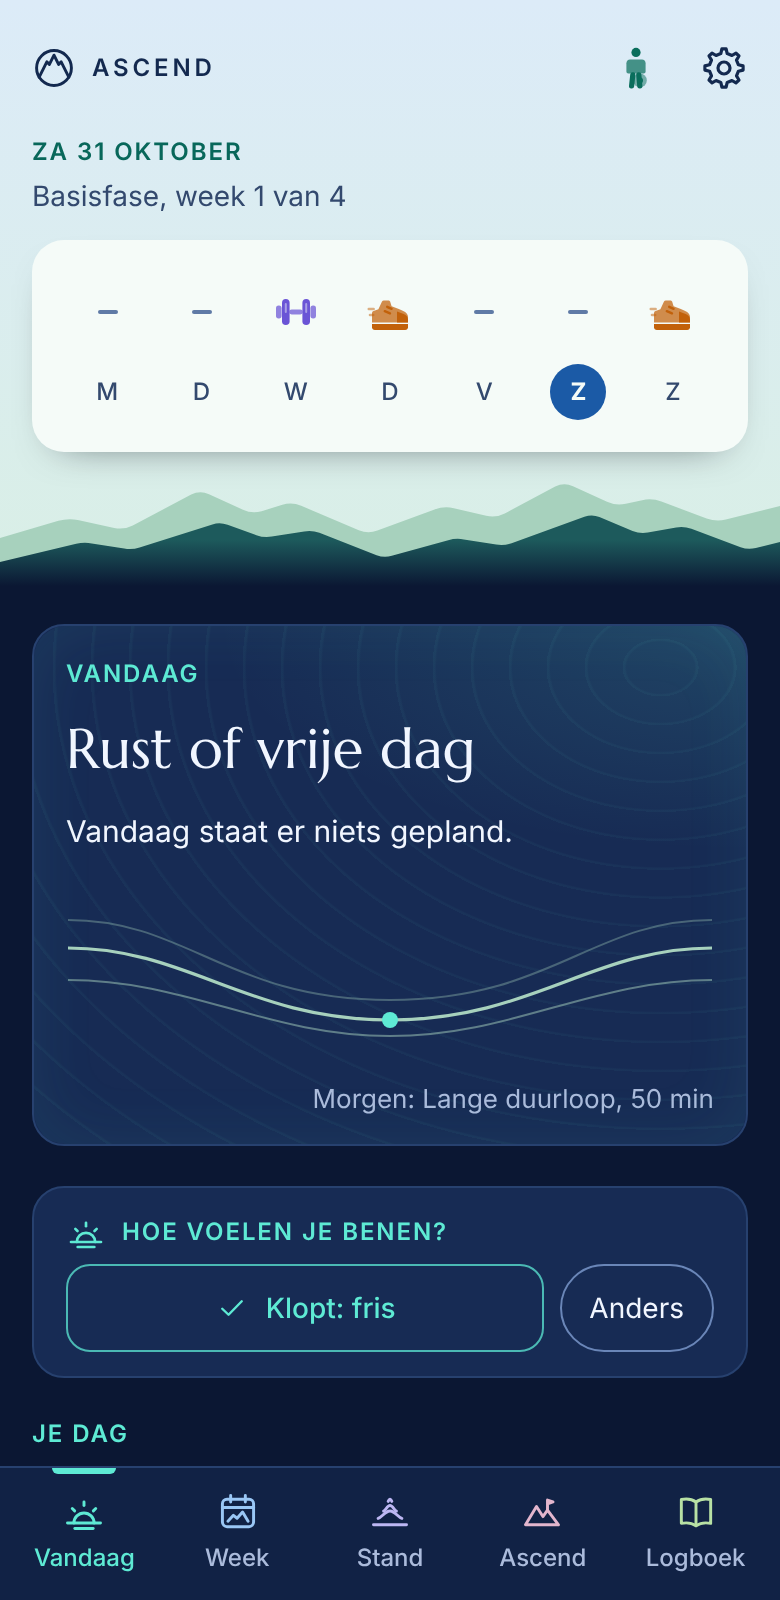 ASCEND
ZA 31 OKTOBER
Basisfase, week 1 van 4
M D W D V Z Z
VANDAAG
Rust of vrije dag
Vandaag staat er niets gepland.
Morgen: Lange duurloop, 50 min
HOE VOELEN JE BENEN?
Klopt: fris
Anders
JE DAG
Vandaag Week Stand Ascend Logboek